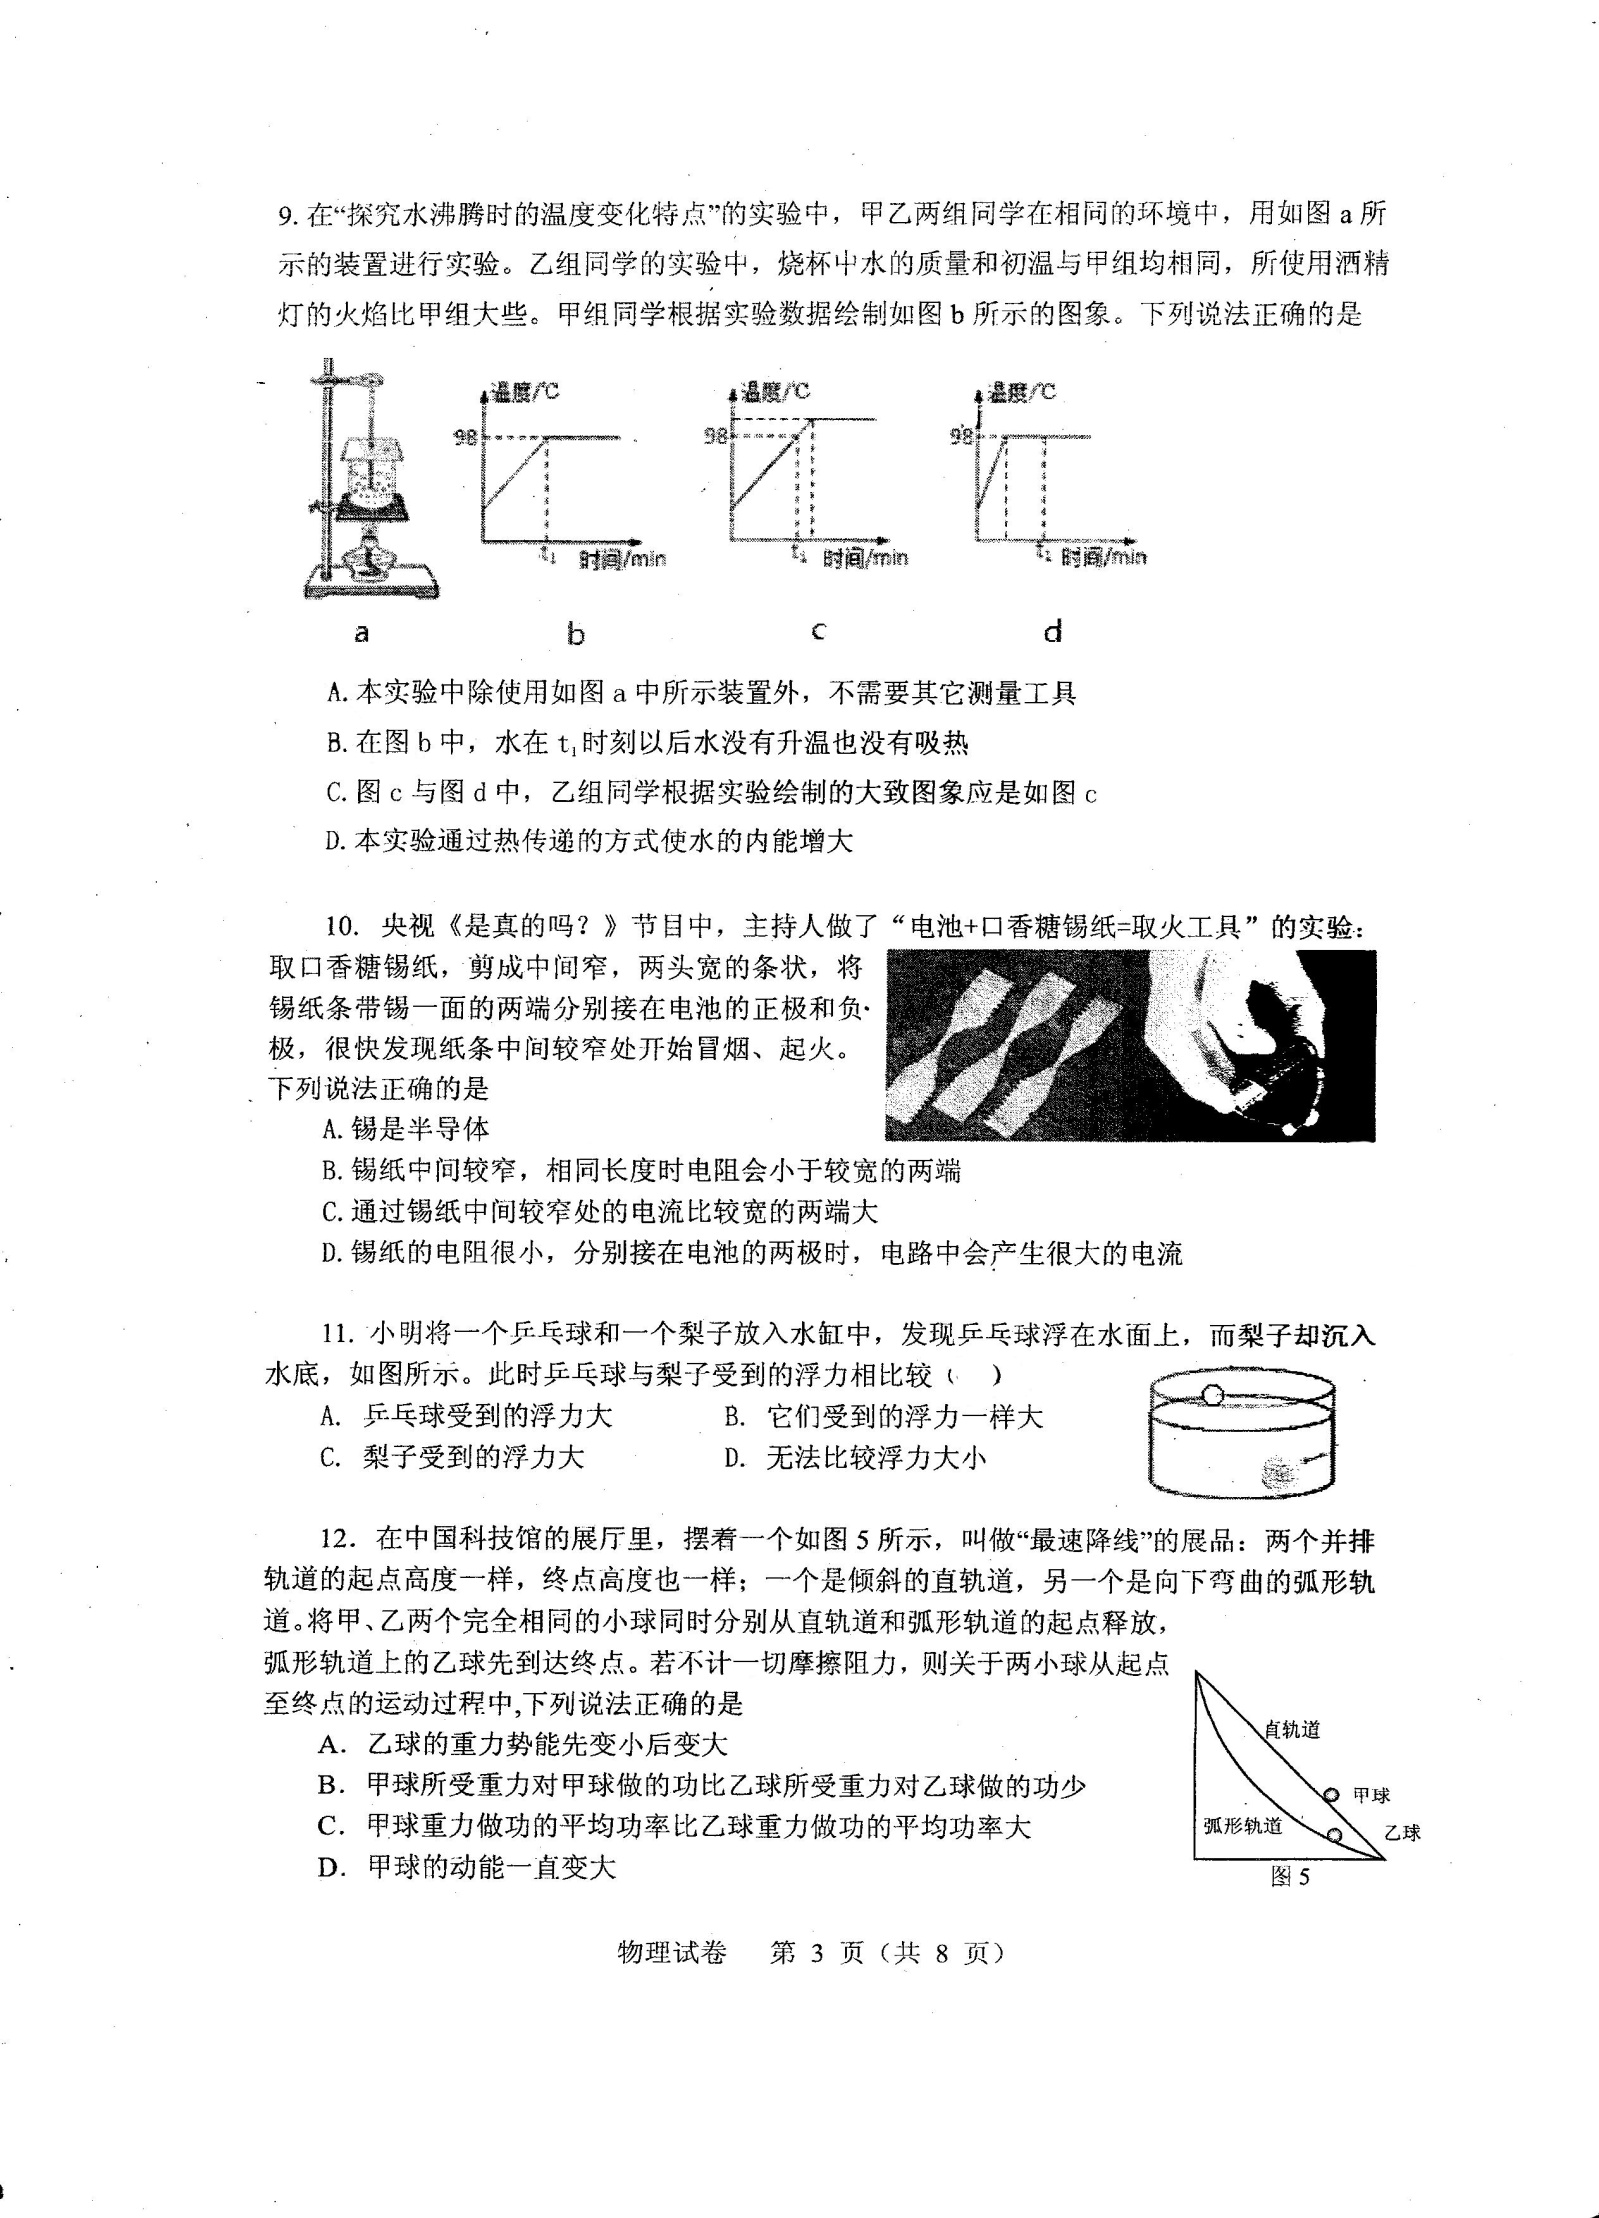 9. 在“探究水沸腾时的温度变化特点”的实验中，甲乙两组同学在相同的环境中，用如图 a 所
示的装置进行实验。乙组同学的实验中，烧杯中水的质量和初温与甲组均相同，所使用酒精
灯的火焰比甲组大些。甲组同学根据实验数据绘制如图 b 所示的图象。下列说法正确的是
温度/℃ 温度/℃ 温度/℃
98 98 98
t₁ 时间/min t₁ 时间/min t₁ 时间/min
a b c d
A. 本实验中除使用如图 a 中所示装置外，不需要其它测量工具
B. 在图 b 中，水在 t₁时刻以后水没有升温也没有吸热
C. 图 c 与图 d 中，乙组同学根据实验绘制的大致图象应是如图 c
D. 本实验通过热传递的方式使水的内能增大
10. 央视《是真的吗？》节目中，主持人做了“电池+口香糖锡纸=取火工具”的实验：
取口香糖锡纸，剪成中间窄，两头宽的条状，将
锡纸条带锡一面的两端分别接在电池的正极和负
极，很快发现纸条中间较窄处开始冒烟、起火。
下列说法正确的是
A. 锡是半导体
B. 锡纸中间较窄，相同长度时电阻会小于较宽的两端
C. 通过锡纸中间较窄处的电流比较宽的两端大
D. 锡纸的电阻很小，分别接在电池的两极时，电路中会产生很大的电流
11. 小明将一个乒乓球和一个梨子放入水缸中，发现乒乓球浮在水面上，而梨子却沉入
水底，如图所示。此时乒乓球与梨子受到的浮力相比较（ ）
A. 乒乓球受到的浮力大 B. 它们受到的浮力一样大
C. 梨子受到的浮力大 D. 无法比较浮力大小
12. 在中国科技馆的展厅里，摆着一个如图 5 所示，叫做“最速降线”的展品：两个并排
轨道的起点高度一样，终点高度也一样；一个是倾斜的直轨道，另一个是向下弯曲的弧形轨
道。将甲、乙两个完全相同的小球同时分别从直轨道和弧形轨道的起点释放，
弧形轨道上的乙球先到达终点。若不计一切摩擦阻力，则关于两小球从起点
至终点的运动过程中,下列说法正确的是
A. 乙球的重力势能先变小后变大
B. 甲球所受重力对甲球做的功比乙球所受重力对乙球做的功少
C. 甲球重力做功的平均功率比乙球重力做功的平均功率大
D. 甲球的动能一直变大
直轨道
甲球
弧形轨道
乙球
图 5
物理试卷 第 3 页（共 8 页）